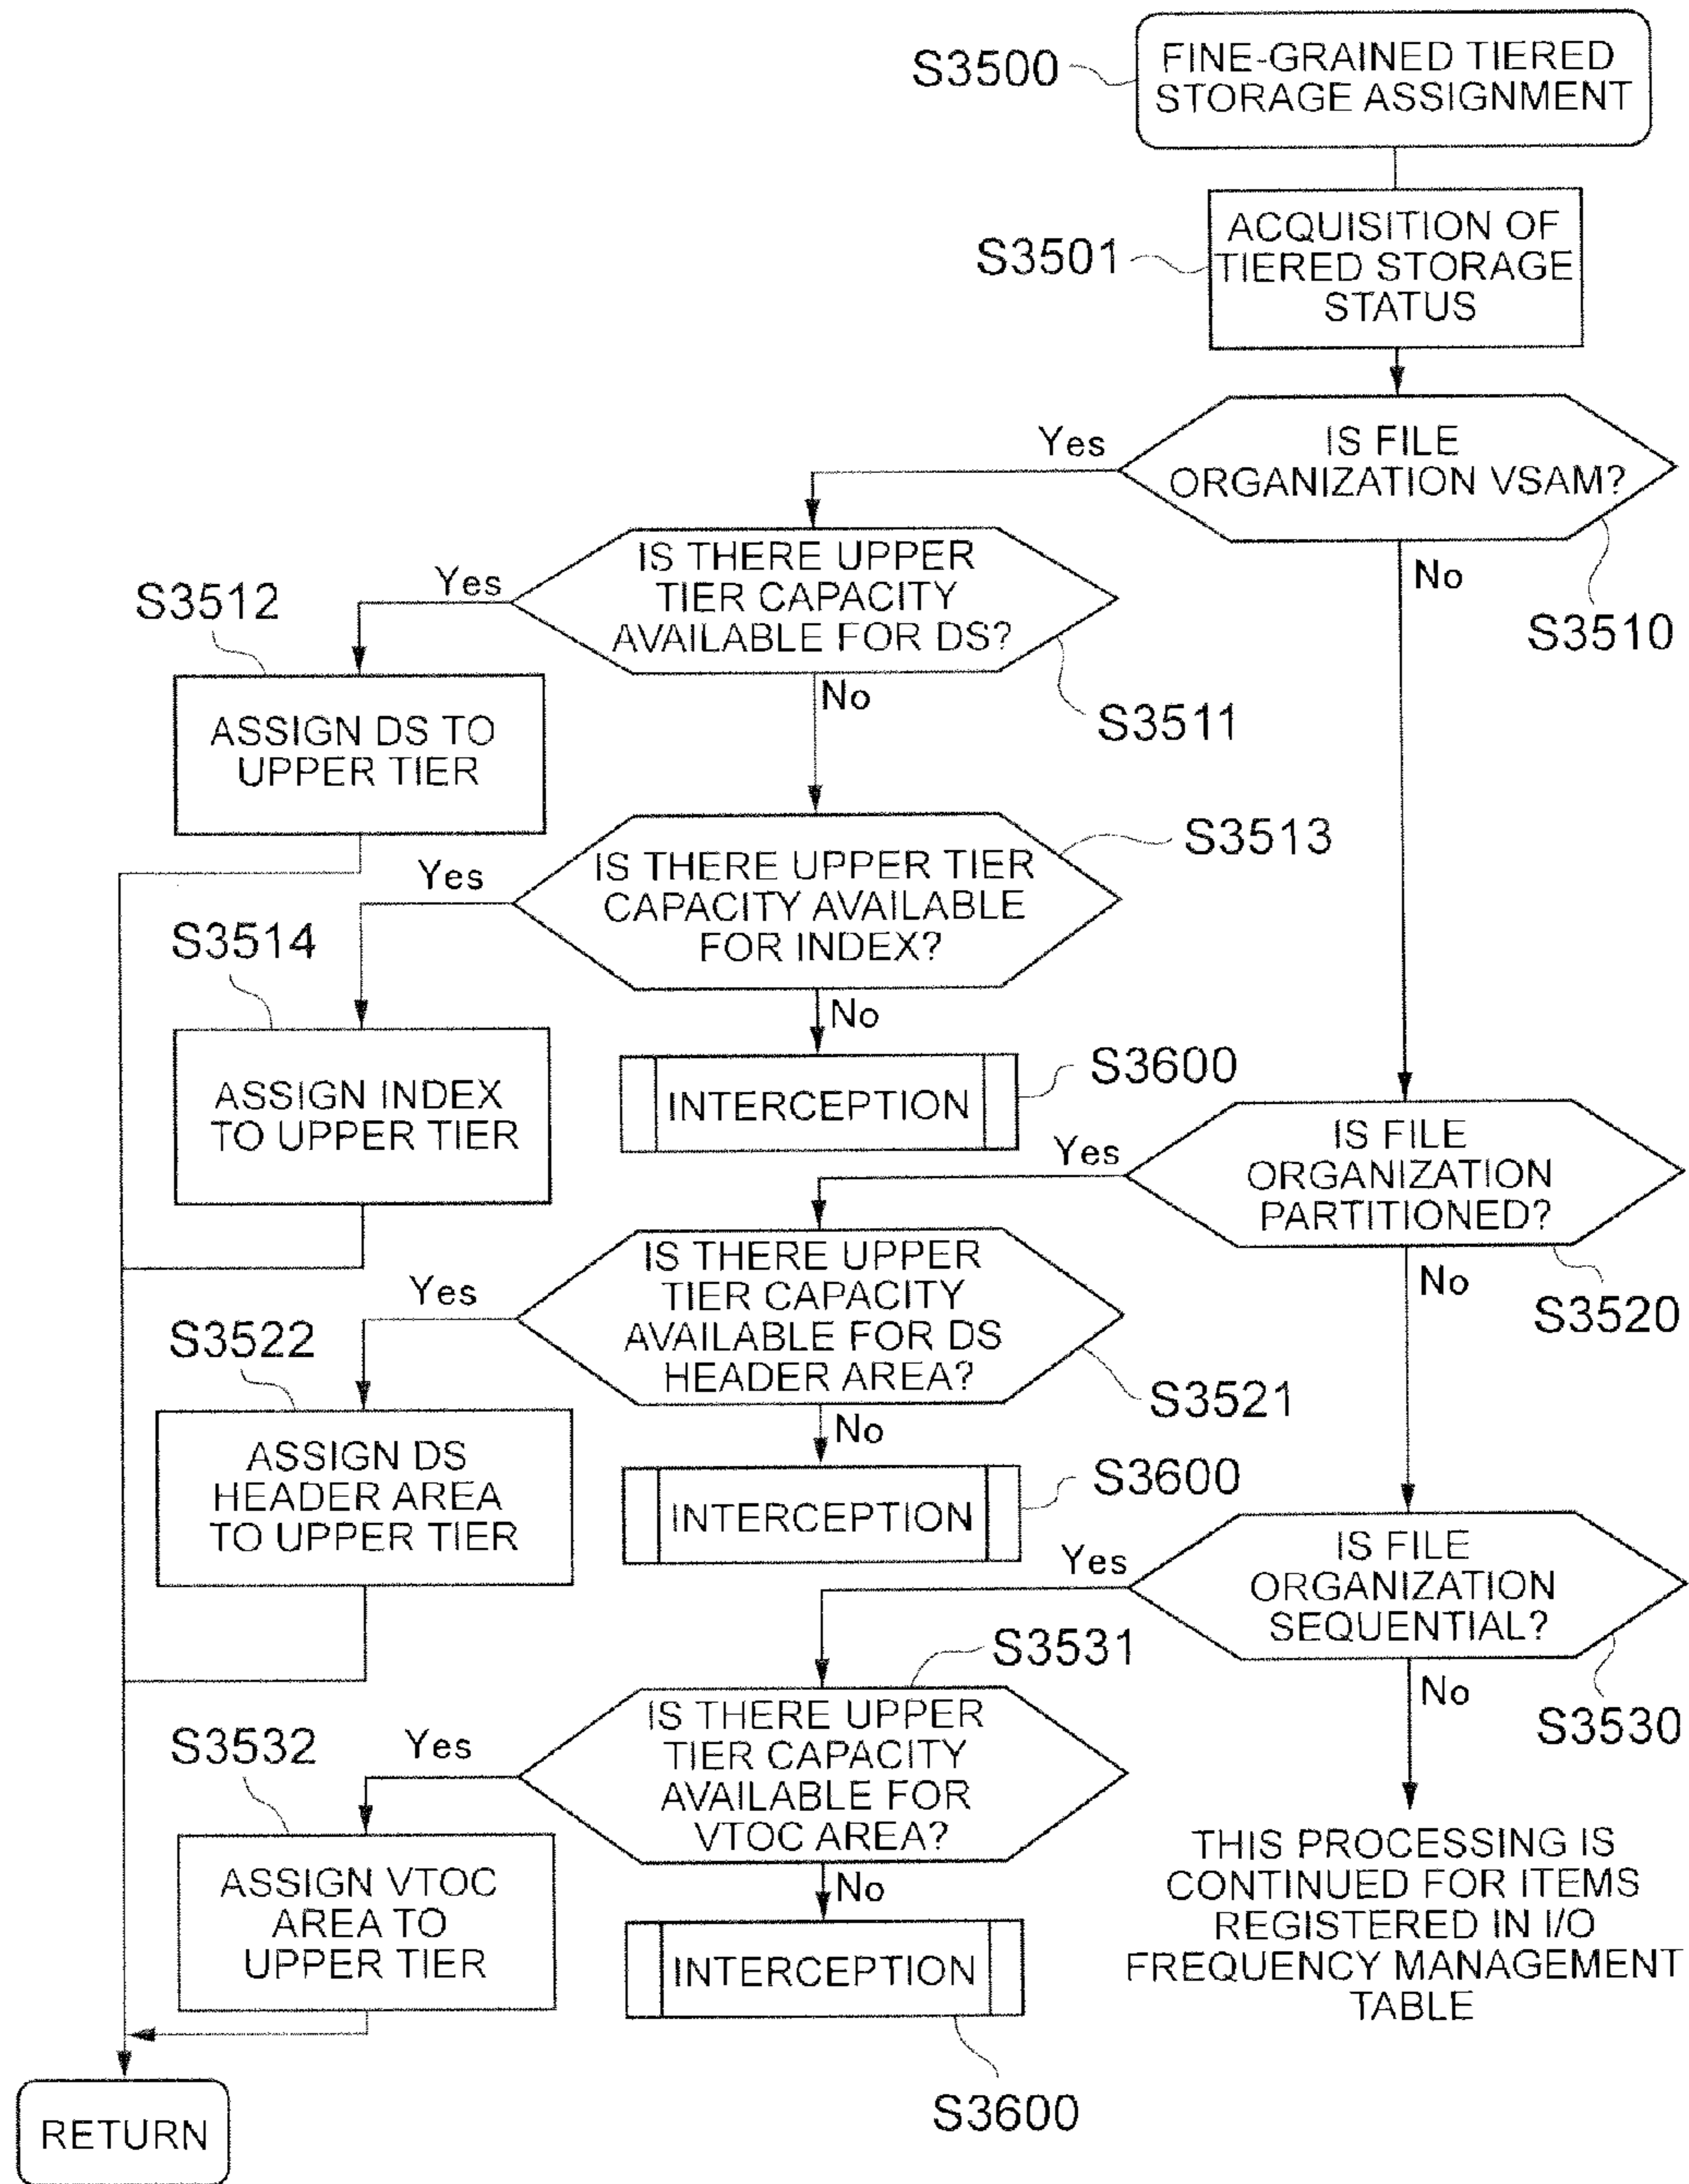 S3500
FINE-GRAINED TIERED
STORAGE ASSIGNMENT
S3501
ACQUISITION OF
TIERED STORAGE
STATUS
Yes
IS FILE
ORGANIZATION VSAM?
No
S3510
IS THERE UPPER
TIER CAPACITY
AVAILABLE FOR DS?
Yes
S3512
No
S3511
ASSIGN DS TO
UPPER TIER
S3513
IS THERE UPPER TIER
CAPACITY AVAILABLE
FOR INDEX?
Yes
S3514
No
ASSIGN INDEX
TO UPPER TIER
INTERCEPTION
S3600
Yes
IS FILE
ORGANIZATION
PARTITIONED?
No
S3520
IS THERE UPPER
TIER CAPACITY
AVAILABLE FOR DS
HEADER AREA?
Yes
S3522
S3521
No
ASSIGN DS
HEADER AREA
TO UPPER TIER
INTERCEPTION
S3600
Yes
IS FILE
ORGANIZATION
SEQUENTIAL?
No
S3530
S3531
IS THERE UPPER
TIER CAPACITY
AVAILABLE FOR
VTOC AREA?
Yes
S3532
No
ASSIGN VTOC
AREA TO
UPPER TIER
INTERCEPTION
S3600
THIS PROCESSING IS
CONTINUED FOR ITEMS
REGISTERED IN I/O
FREQUENCY MANAGEMENT
TABLE
RETURN